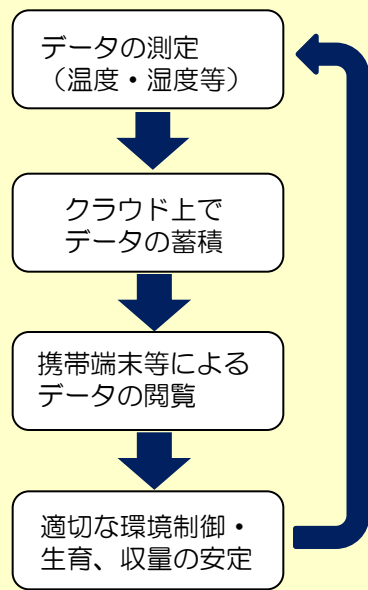 データの測定
（温度・湿度等）
クラウド上で
データの蓄積
携帯端末等による
データの閲覧
適切な環境制御・
生育、収量の安定